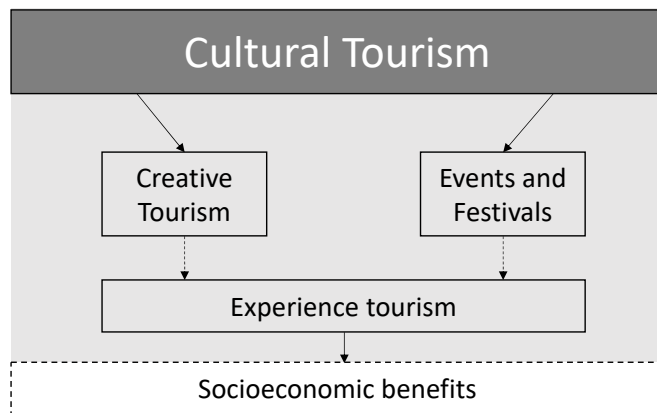 Cultural Tourism
Creative
Tourism
Events and
Festivals
Experience tourism
Socioeconomic benefits